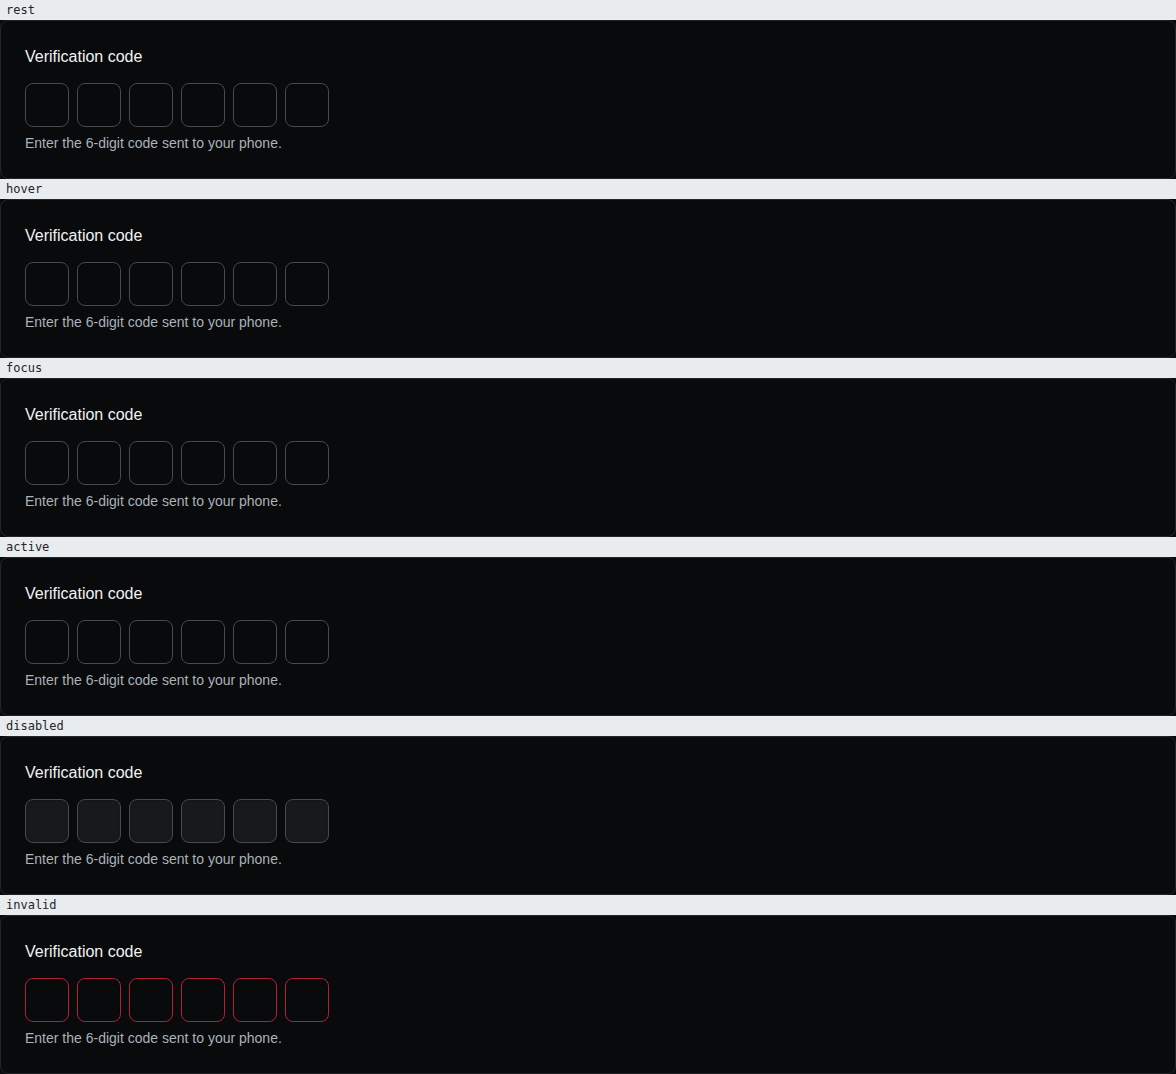 rest
Verification code
Enter the 6-digit code sent to your phone.
hover
Verification code
Enter the 6-digit code sent to your phone.
focus
Verification code
Enter the 6-digit code sent to your phone.
active
Verification code
Enter the 6-digit code sent to your phone.
disabled
Verification code
Enter the 6-digit code sent to your phone.
invalid
Verification code
Enter the 6-digit code sent to your phone.